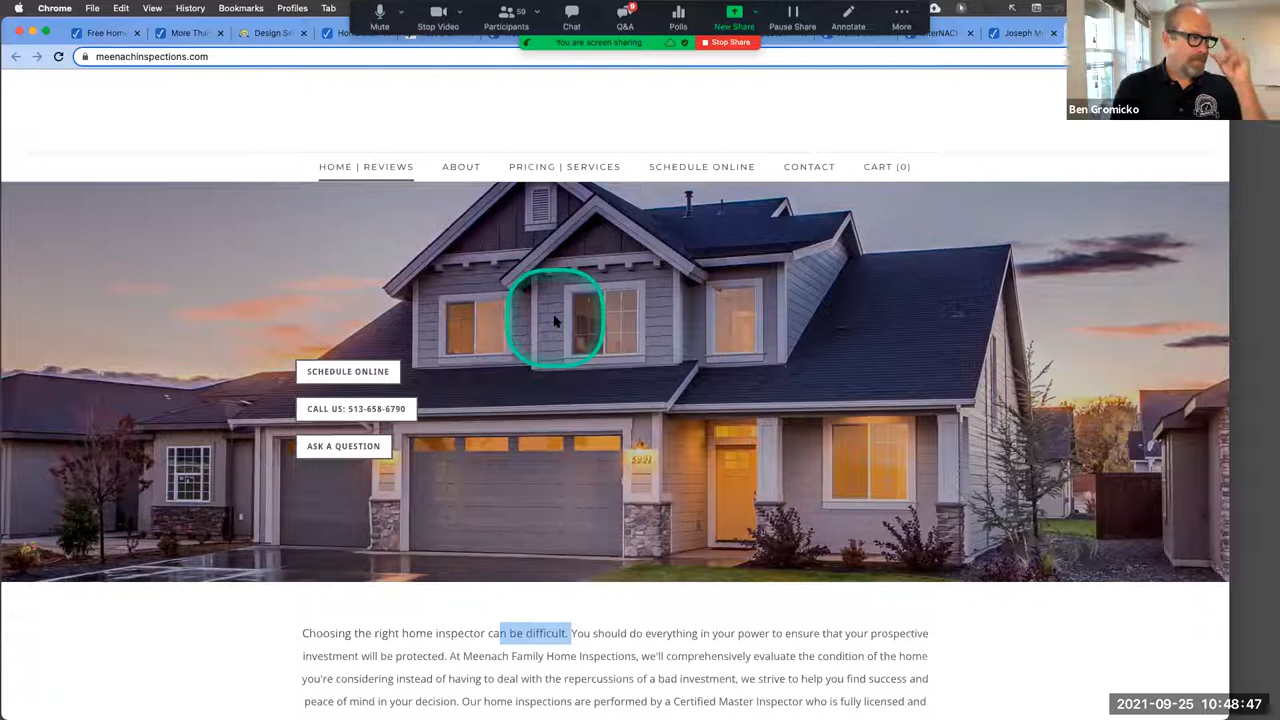 Chrome File Edit View History Bookmarks
Mute Stop Video Participants 59 Chat Q&A 9 Polls New Share Pause Share Annotate More
You are screen sharing Stop Share
Free Home
More Tha
Design Se
Joseph M
meenachinspections.com
Ben Gromicko
HOME | REVIEWS ABOUT PRICING | SERVICES SCHEDULE ONLINE CONTACT CART (0)
SCHEDULE ONLINE
CALL US: 513-658-6790
ASK A QUESTION
Choosing the right home inspector can be difficult. You should do everything in your power to ensure that your prospective
investment will be protected. At Meenach Family Home Inspections, we'll comprehensively evaluate the condition of the home
you're considering instead of having to deal with the repercussions of a bad investment, we strive to help you find success and
peace of mind in your decision. Our home inspections are performed by a Certified Master Inspector who is fully licensed and
2021-09-25 10:48:47